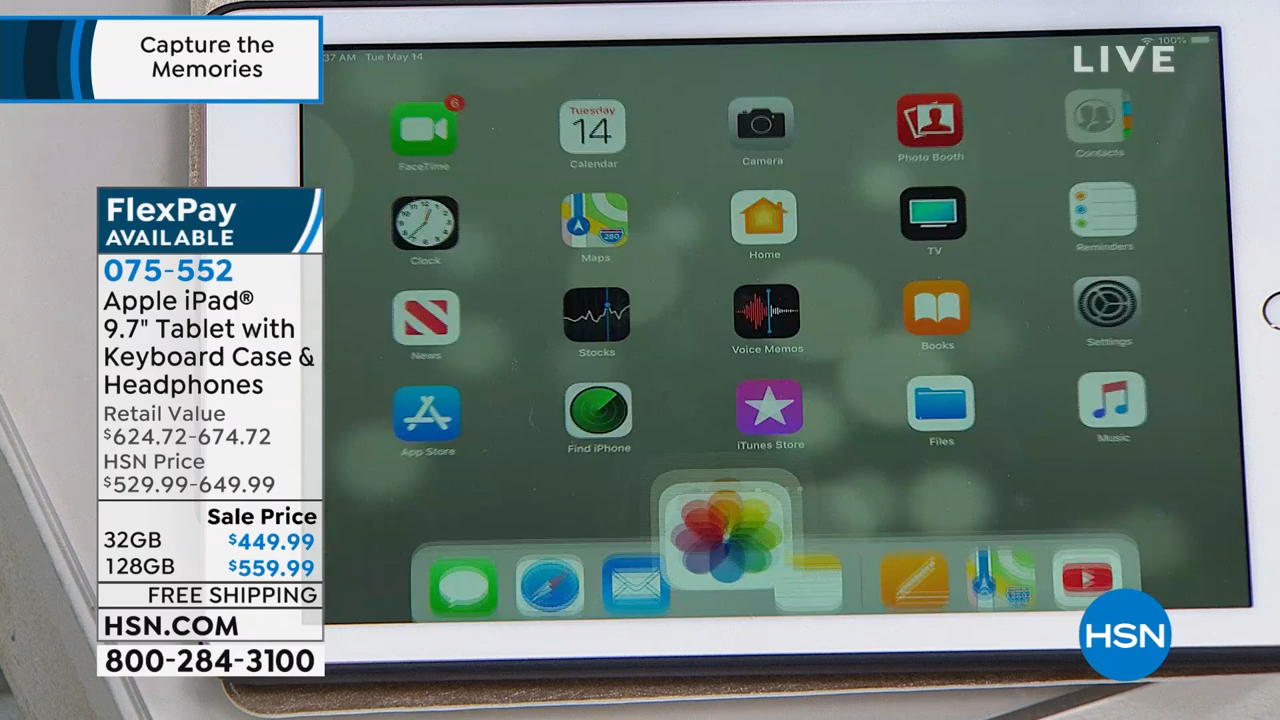 Capture the
Memories
LIVE
FlexPay
AVAILABLE
075-552
Apple iPad®
9.7" Tablet with
Keyboard Case &
Headphones
Retail Value
$624.72-674.72
HSN Price
$529.99-649.99
Sale Price
32GB $449.99
128GB $559.99
FREE SHIPPING
HSN.COM
800-284-3100
37 AM Tue May 14
100%
6
Tuesday
14
FaceTime Calendar Camera Photo Booth Contacts
12
280
Clock Maps Home TV Reminders
News Stocks Voice Memos Books Settings
App Store Find iPhone iTunes Store Files Music
HSN